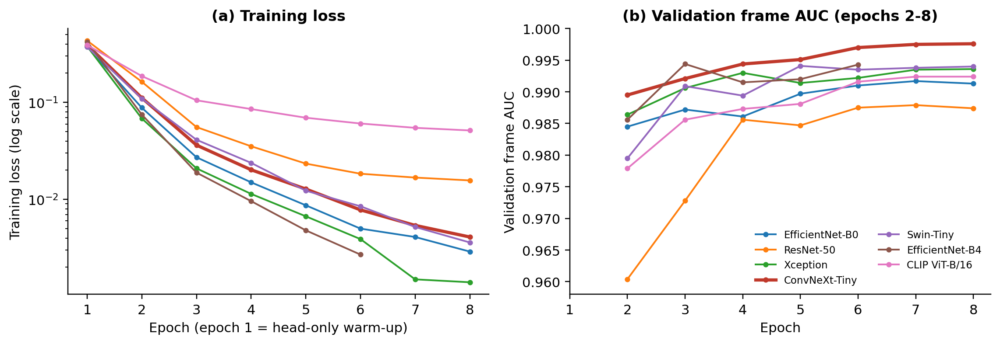 (a) Training loss
Training loss (log scale)
10⁻¹
10⁻²
1 2 3 4 5 6 7 8
Epoch (epoch 1 = head-only warm-up)
(b) Validation frame AUC (epochs 2-8)
Validation frame AUC
1.000
0.995
0.990
0.985
0.980
0.975
0.970
0.965
0.960
EfficientNet-B0
ResNet-50
Xception
ConvNeXt-Tiny
Swin-Tiny
EfficientNet-B4
CLIP ViT-B/16
1 2 3 4 5 6 7 8
Epoch